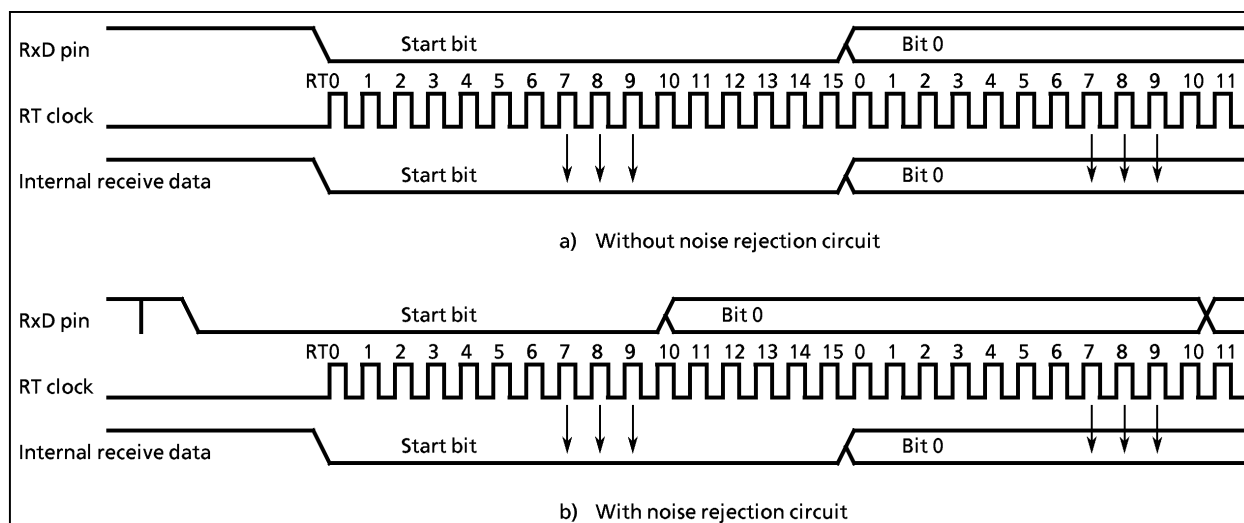 RxD pin Start bit Bit 0
RT0 1 2 3 4 5 6 7 8 9 10 11 12 13 14 15 0 1 2 3 4 5 6 7 8 9 10 11
RT clock
Internal receive data Start bit Bit 0
a) Without noise rejection circuit
RxD pin Start bit Bit 0
RT0 1 2 3 4 5 6 7 8 9 10 11 12 13 14 15 0 1 2 3 4 5 6 7 8 9 10 11
RT clock
Internal receive data Start bit Bit 0
b) With noise rejection circuit